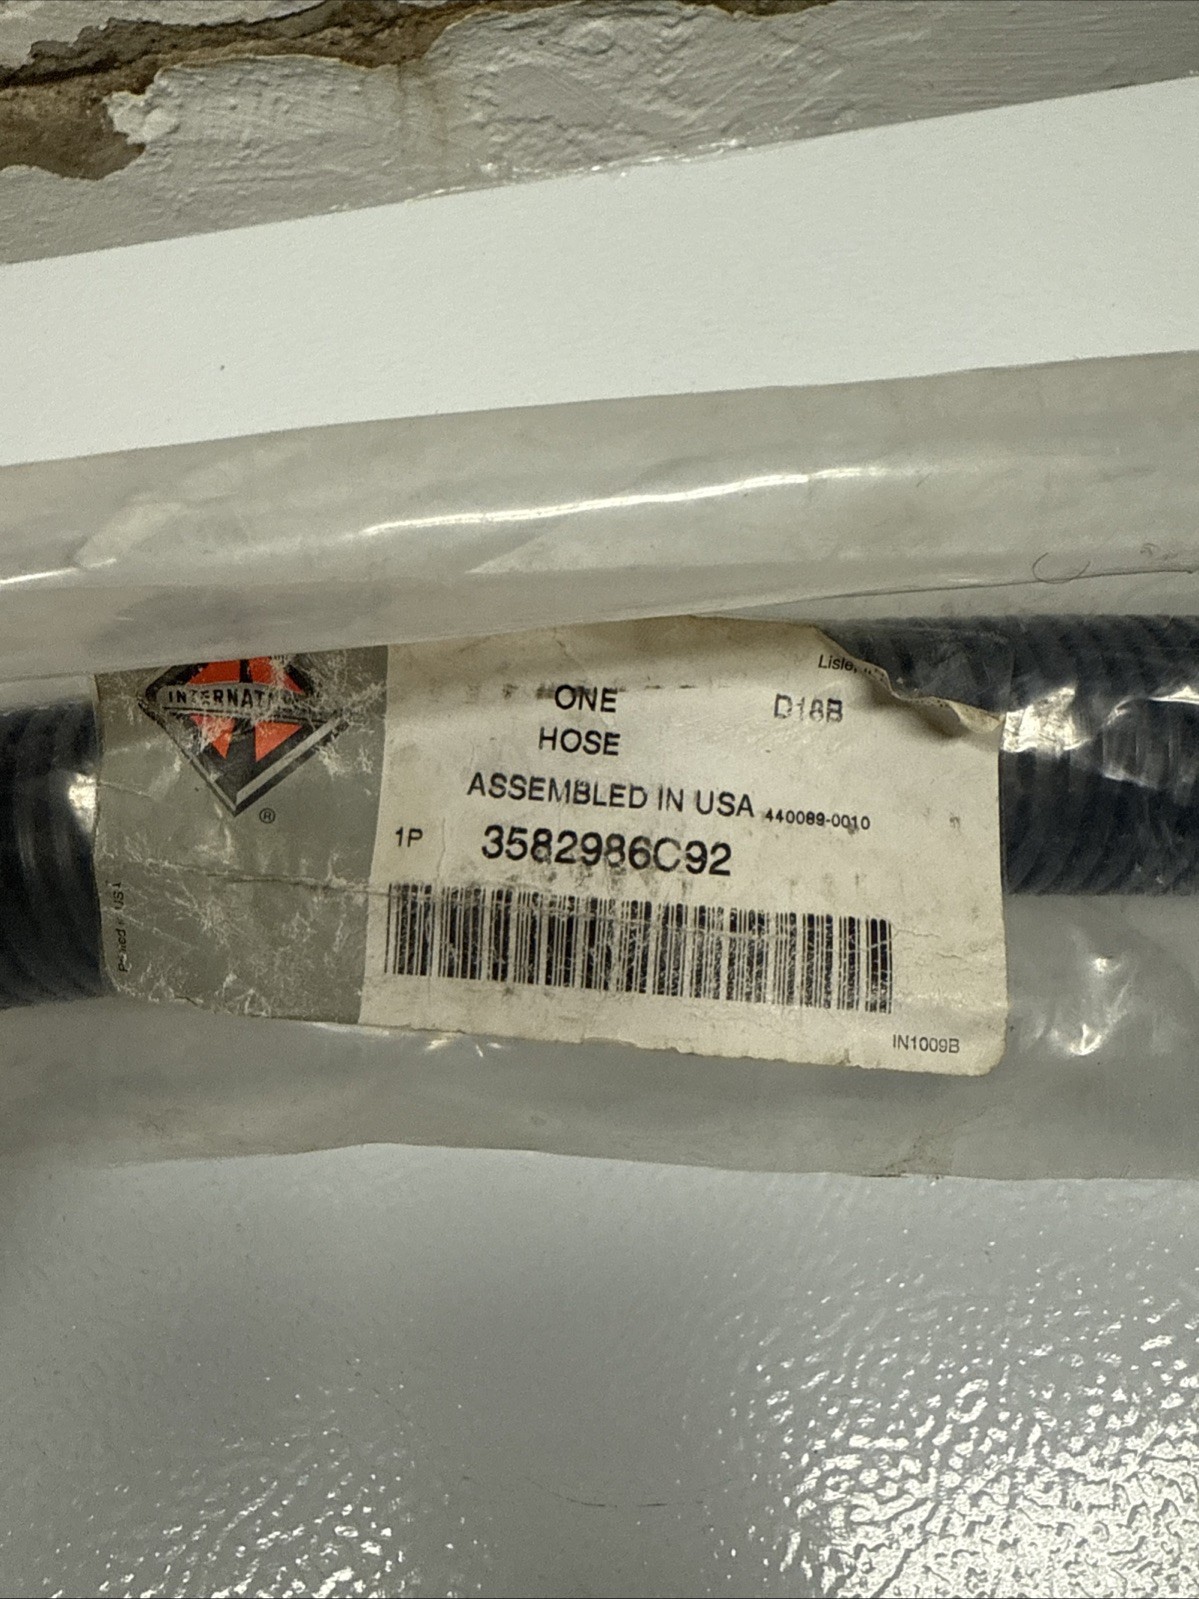 Lisle,
INTERNAT
ONE D18B
HOSE
ASSEMBLED IN USA 440089-0010
1P 3582986C92
®
IN1009B